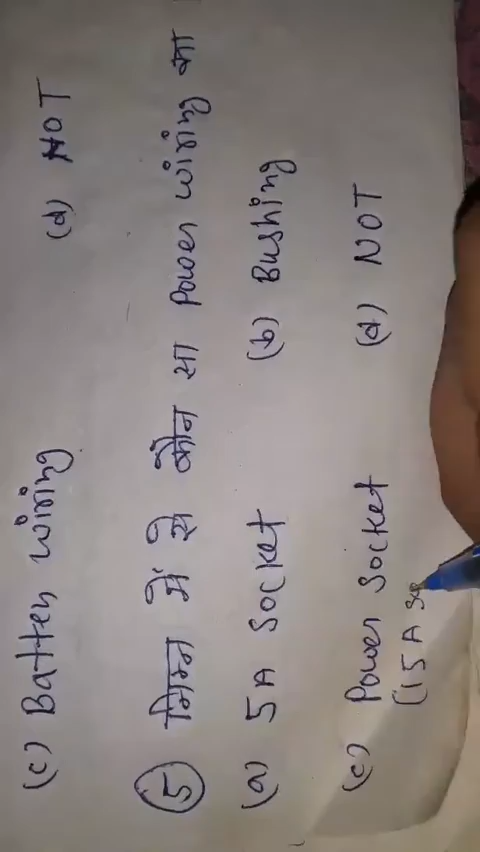 (c) Batten wiring (d) NOT
(5) निम्न में से कौन सा Power wiring का
(a) 5A Socket (b) Bushing
(c) Power Socket (d) NOT
(15A